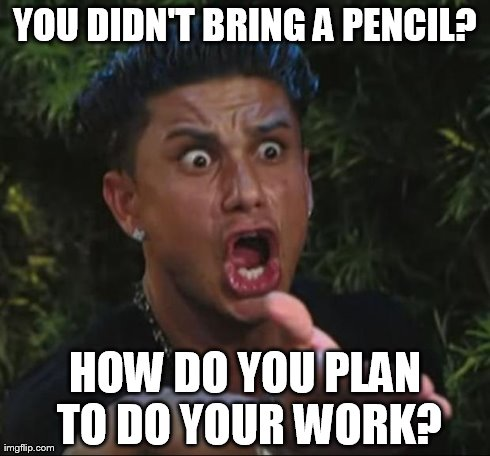 YOU DIDN'T BRING A PENCIL?
HOW DO YOU PLAN
TO DO YOUR WORK?
imgflip.com